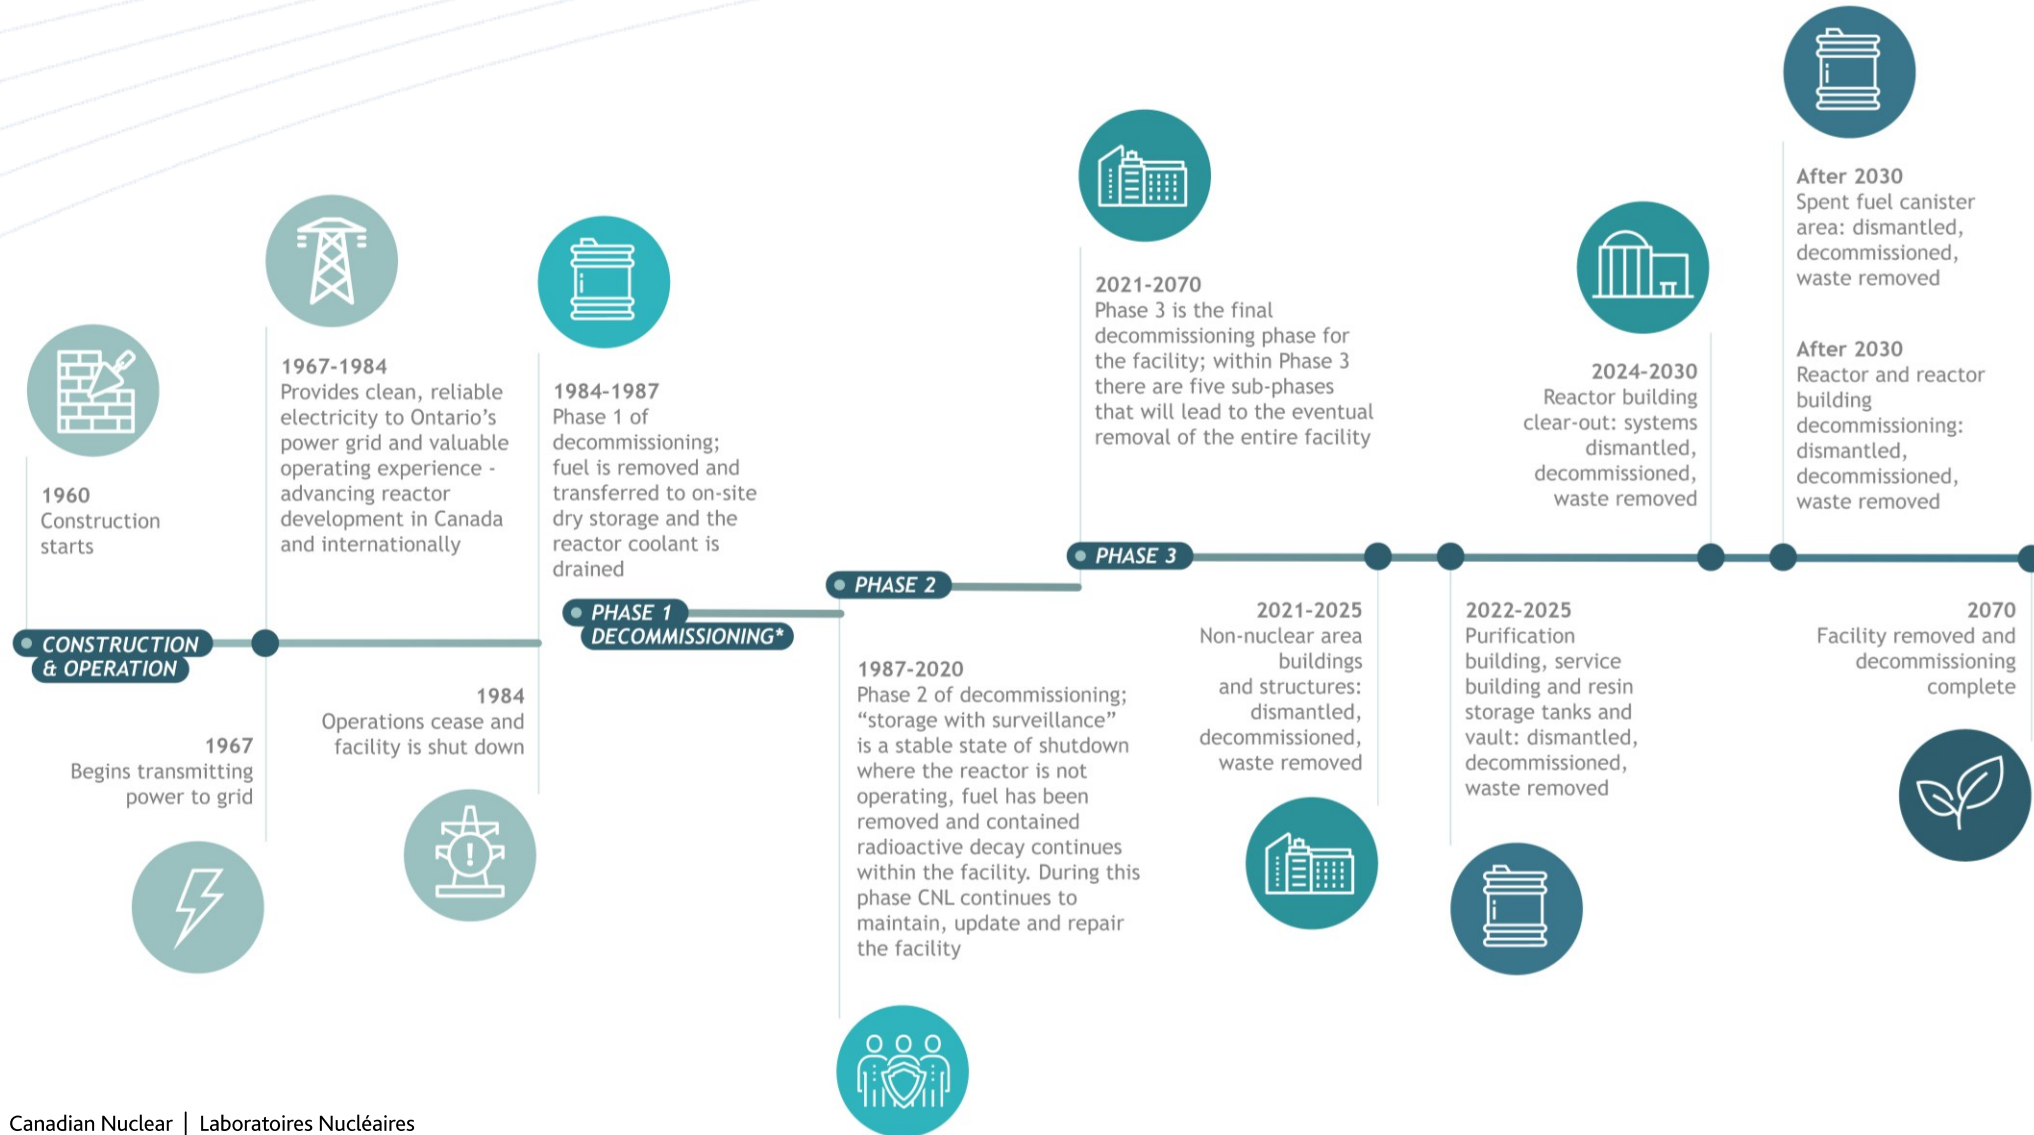 1960
Construction
starts
CONSTRUCTION
& OPERATION
1967
Begins transmitting
power to grid
1967-1984
Provides clean, reliable
electricity to Ontario's
power grid and valuable
operating experience -
advancing reactor
development in Canada
and internationally
1984
Operations cease and
facility is shut down
1984-1987
Phase 1 of
decommissioning;
fuel is removed and
transferred to on-site
dry storage and the
reactor coolant is
drained
PHASE 1
DECOMMISSIONING*
PHASE 2
1987-2020
Phase 2 of decommissioning;
“storage with surveillance”
is a stable state of shutdown
where the reactor is not
operating, fuel has been
removed and contained
radioactive decay continues
within the facility. During this
phase CNL continues to
maintain, update and repair
the facility
2021-2070
Phase 3 is the final
decommissioning phase for
the facility; within Phase 3
there are five sub-phases
that will lead to the eventual
removal of the entire facility
PHASE 3
2021-2025
Non-nuclear area
buildings
and structures:
dismantled,
decommissioned,
waste removed
2022-2025
Purification
building, service
building and resin
storage tanks and
vault: dismantled,
decommissioned,
waste removed
2024-2030
Reactor building
clear-out: systems
dismantled,
decommissioned,
waste removed
After 2030
Spent fuel canister
area: dismantled,
decommissioned,
waste removed
After 2030
Reactor and reactor
building
decommissioning:
dismantled,
decommissioned,
waste removed
2070
Facility removed and
decommissioning
complete
Canadian Nuclear | Laboratoires Nucléaires